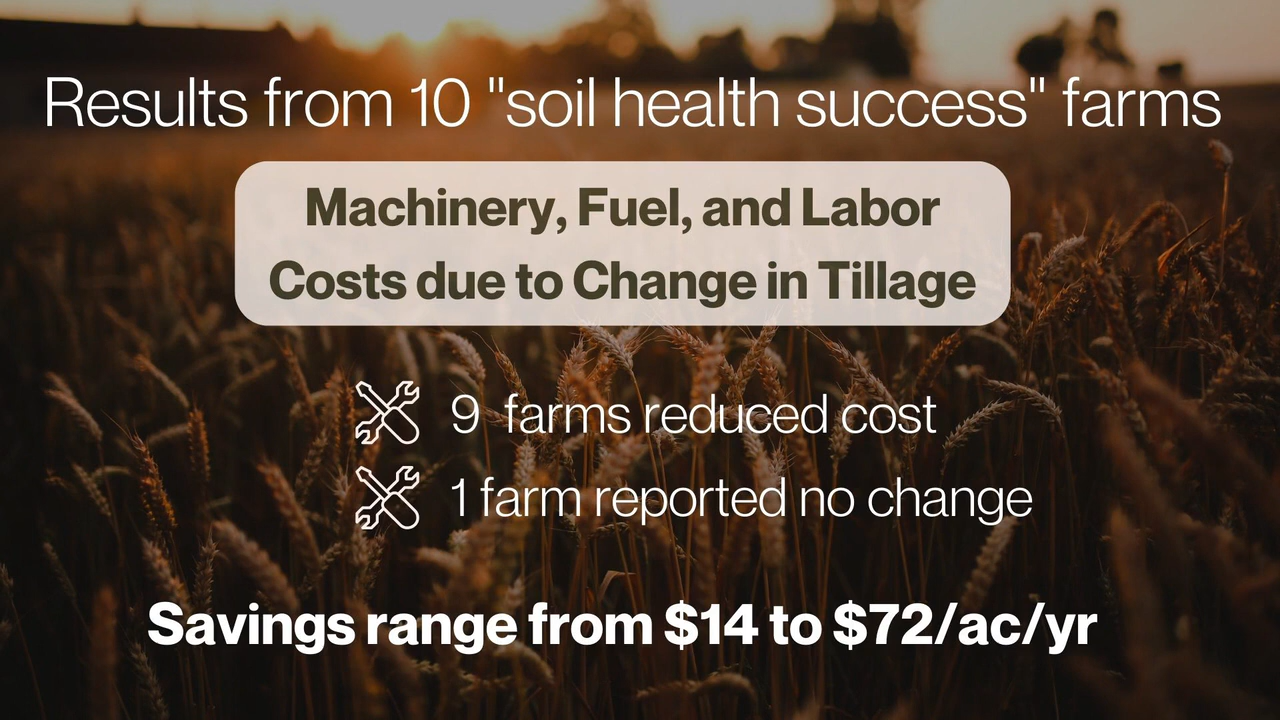 Results from 10 "soil health success" farms
Machinery, Fuel, and Labor
Costs due to Change in Tillage
9 farms reduced cost
1 farm reported no change
Savings range from $14 to $72/ac/yr